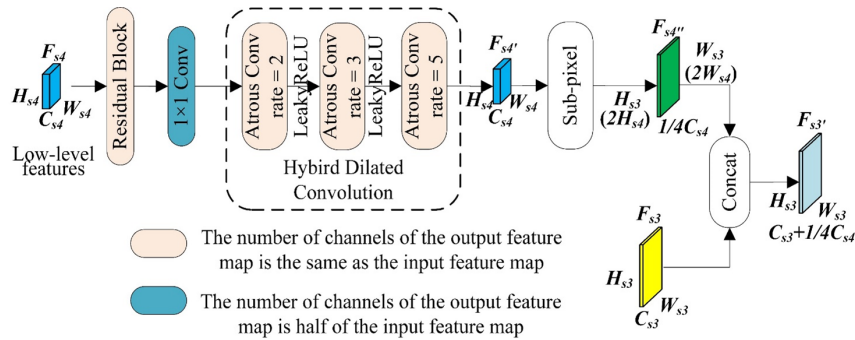 F_s4
H_s4
W_s4
C_s4
Low-level
features
Residual Block
1×1 Conv
Atrous Conv
rate = 2
LeakyReLU
Atrous Conv
rate = 3
LeakyReLU
Atrous Conv
rate = 5
Hybird Dilated
Convolution
F_s4'
H_s4
W_s4
C_s4
Sub-pixel
F_s4''
W_s3
(2W_s4)
H_s3
(2H_s4)
1/4C_s4
Concat
F_s3
H_s3
W_s3
C_s3
F_s3'
H_s3
W_s3
C_s3+1/4C_s4
The number of channels of the output feature
map is the same as the input feature map
The number of channels of the output feature
map is half of the input feature map